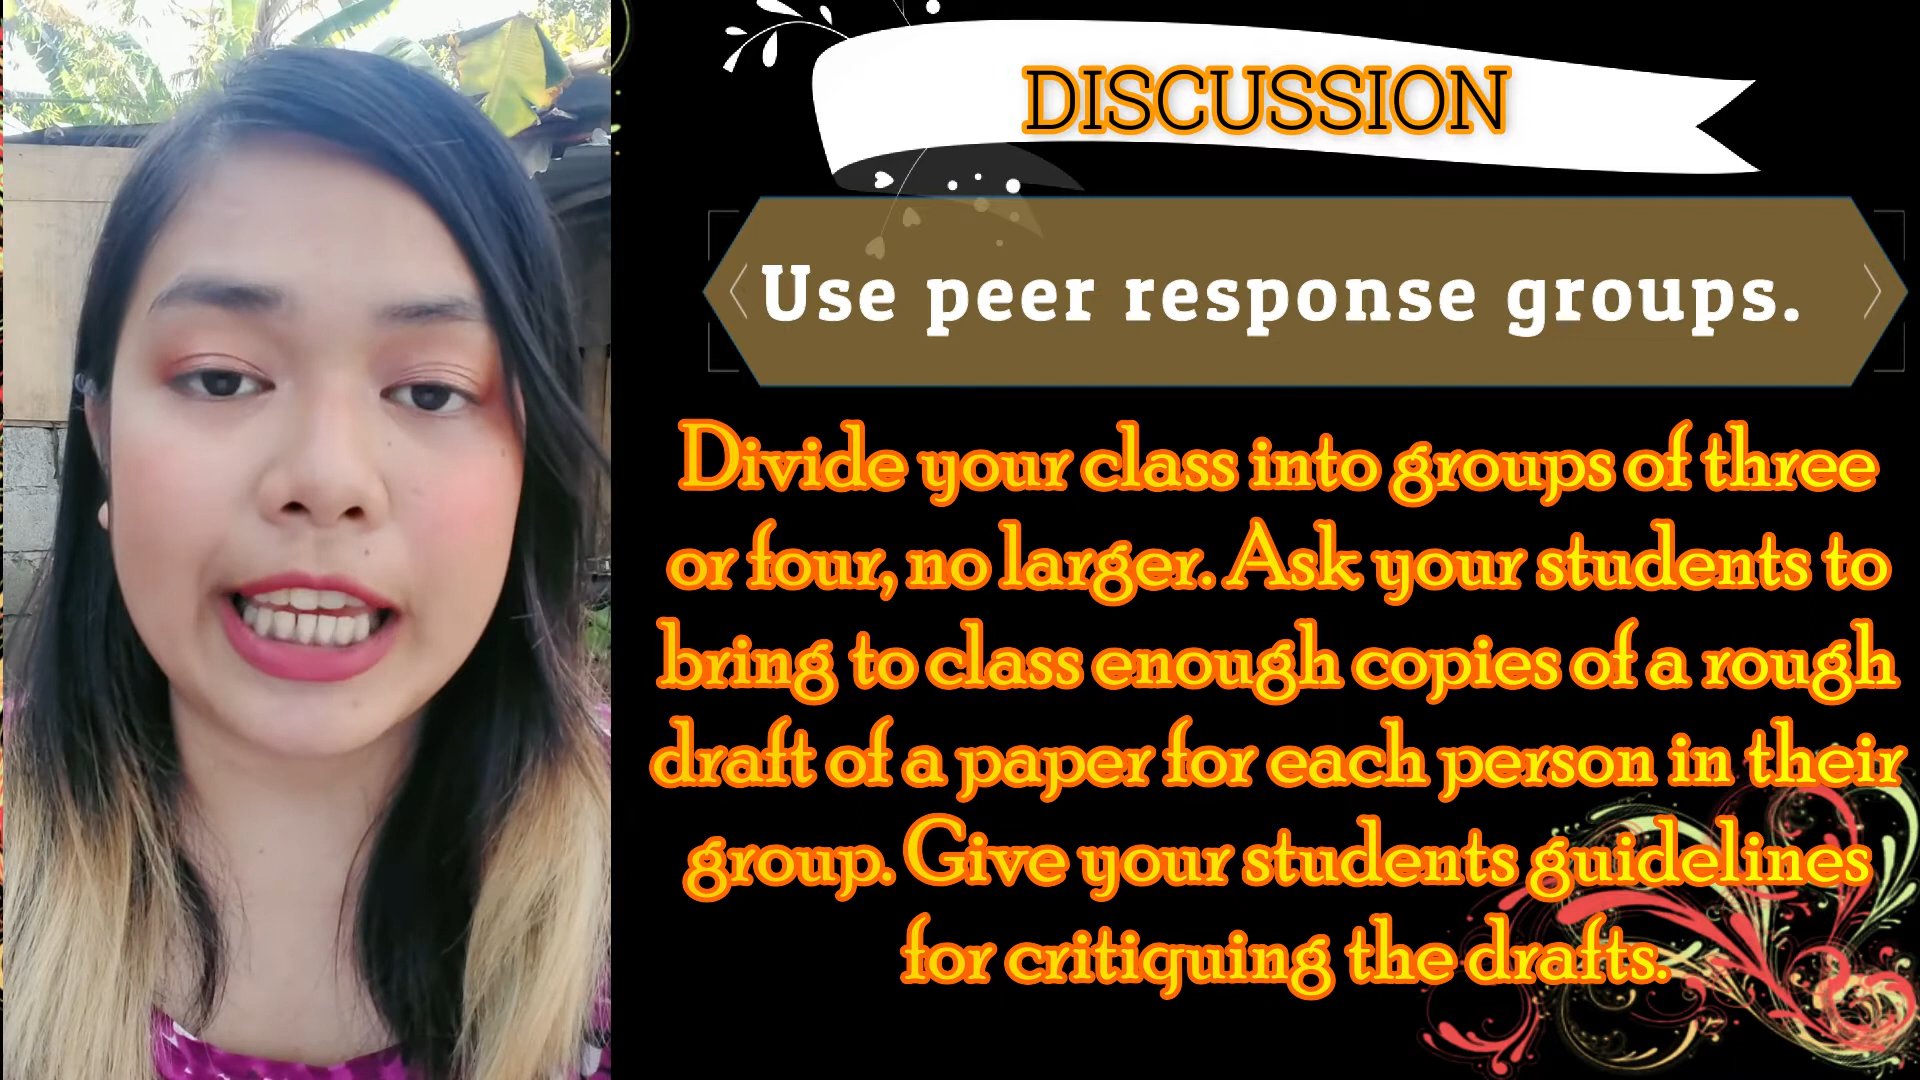 DISCUSSION
Use peer response groups.
Divide your class into groups of three
or four, no larger. Ask your students to
bring to class enough copies of a rough
draft of a paper for each person in their
group. Give your students guidelines
for critiquing the drafts.